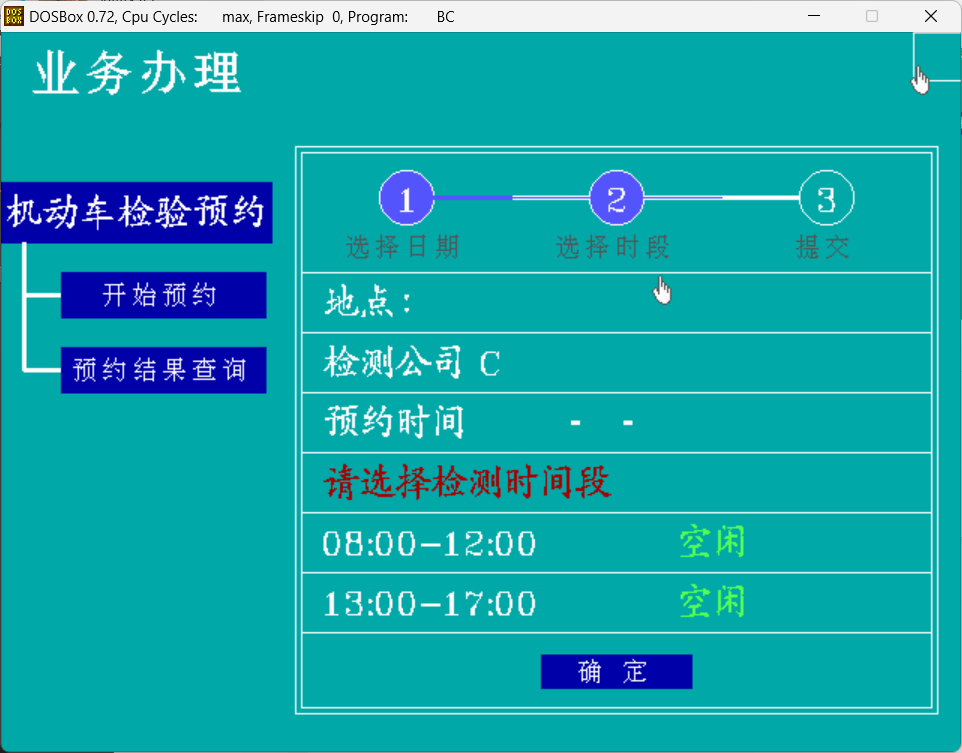 DOSBox 0.72, Cpu Cycles: max, Frameskip 0, Program: BC
业务办理
机动车检验预约
开始预约
预约结果查询
1 2 3
选择日期 选择时段 提交
地点：
检测公司 C
预约时间 - -
请选择检测时间段
08:00-12:00 空闲
13:00-17:00 空闲
确 定